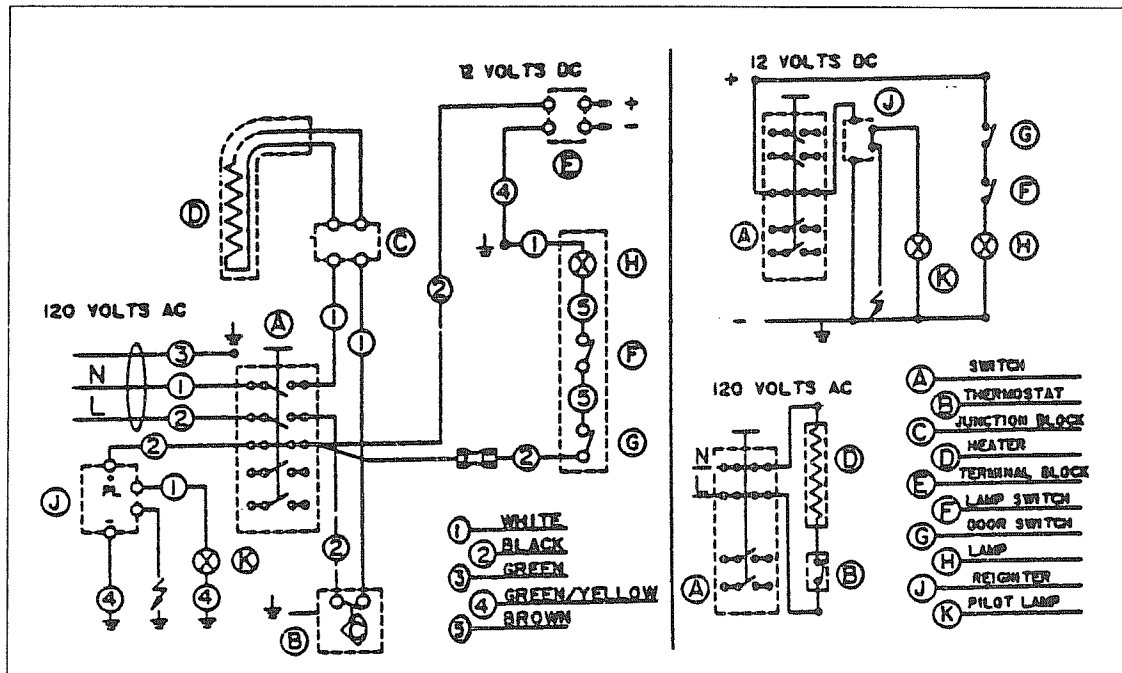 12 VOLTS DC
+
-
E
D
C
4
1
H
2
5
120 VOLTS AC
A
1
1
3
F
N
1
5
L
2
2
2
G
PL
1
J
-
K
2
4
4
B
1 WHITE
2 BLACK
3 GREEN
4 GREEN/YELLOW
5 BROWN
12 VOLTS DC
+
J
G
F
A
H
K
-
120 VOLTS AC
N
L
D
B
A
A SWITCH
B THERMOSTAT
C JUNCTION BLOCK
D HEATER
E TERMINAL BLOCK
F LAMP SWITCH
G DOOR SWITCH
H LAMP
J REIGNITER
K PILOT LAMP